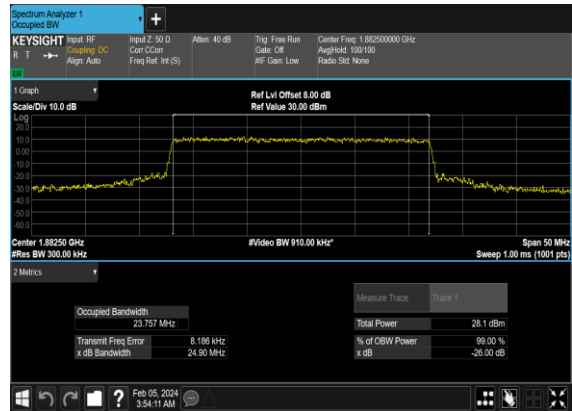 Spectrum Analyzer 1
Occupied BW
+
KEYSIGHT Input: RF Input Z: 50 Ω Atten: 40 dB Trig: Free Run Center Freq: 1.882500000 GHz
R T Coupling: DC Corr CCorr Gate: Off Avg|Hold: 100/100
Align: Auto Freq Ref: Int (S) #IF Gain: Low Radio Std: None
1 Graph
Ref Lvl Offset 8.00 dB
Scale/Div 10.0 dB Ref Value 30.00 dBm
Log
20.0
10.0
0.00
-10.0
-20.0
-30.0
-40.0
-50.0
-60.0
Center 1.88250 GHz #Video BW 910.00 kHz* Span 50 MHz
#Res BW 300.00 kHz Sweep 1.00 ms (1001 pts)
2 Metrics
Measure Trace Trace 1
Occupied Bandwidth
23.757 MHz Total Power 28.1 dBm
Transmit Freq Error 8.186 kHz % of OBW Power 99.00 %
x dB Bandwidth 24.90 MHz x dB -26.00 dB
? Feb 05, 2024
3:54:11 AM